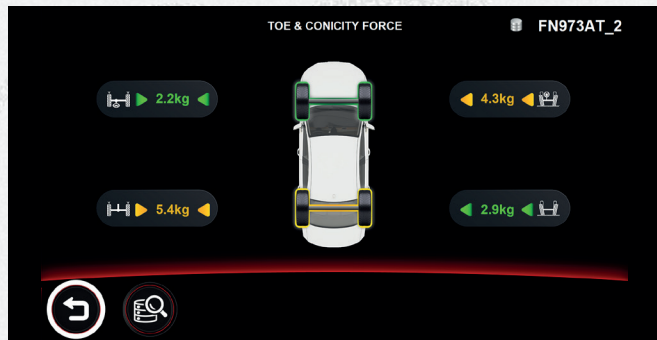 TOE & CONICITY FORCE
FN973AT_2
2.2kg
4.3kg
5.4kg
2.9kg